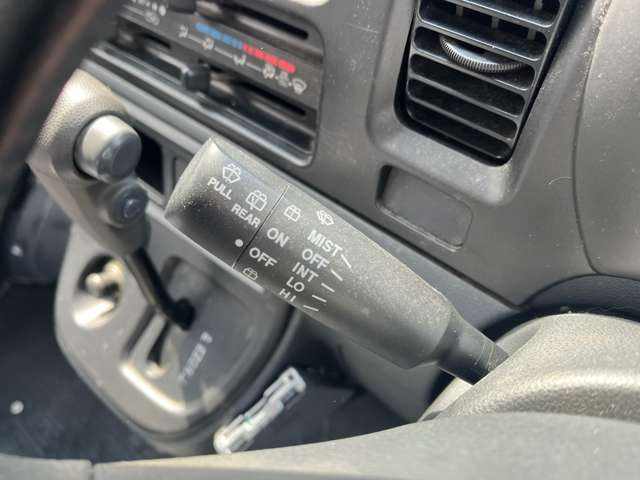 PULL
REAR
ON
OFF
MIST
OFF
INT
LO
HI